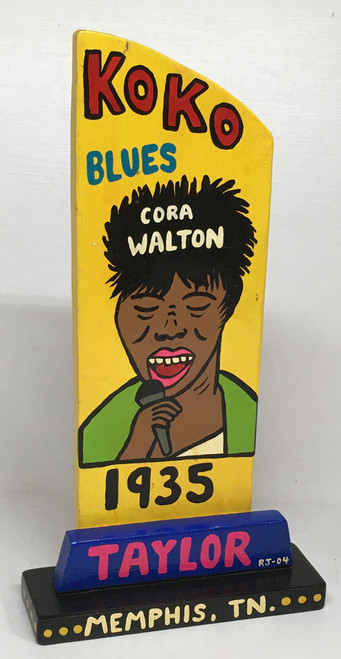 KOKO
BLUES
CORA
WALTON
1935
TAYLOR RJ-04
MEMPHIS, TN.